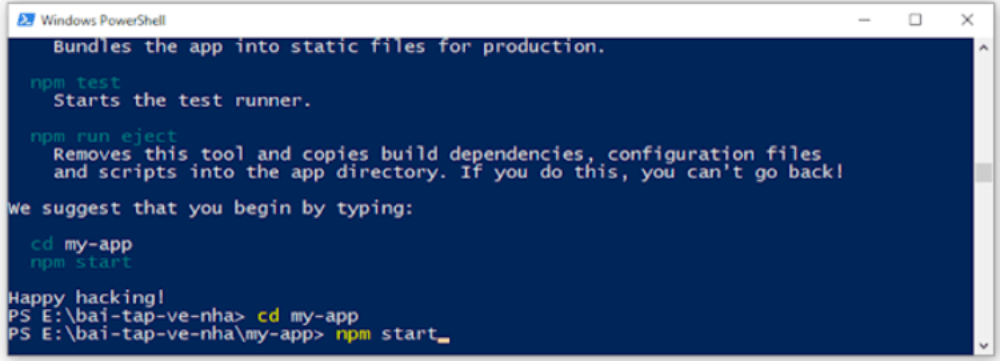 Windows PowerShell
Bundles the app into static files for production.
npm test
Starts the test runner.
npm run eject
Removes this tool and copies build dependencies, configuration files
and scripts into the app directory. If you do this, you can't go back!
We suggest that you begin by typing:
cd my-app
npm start
Happy hacking!
PS E:\bai-tap-ve-nha> cd my-app
PS E:\bai-tap-ve-nha\my-app> npm start